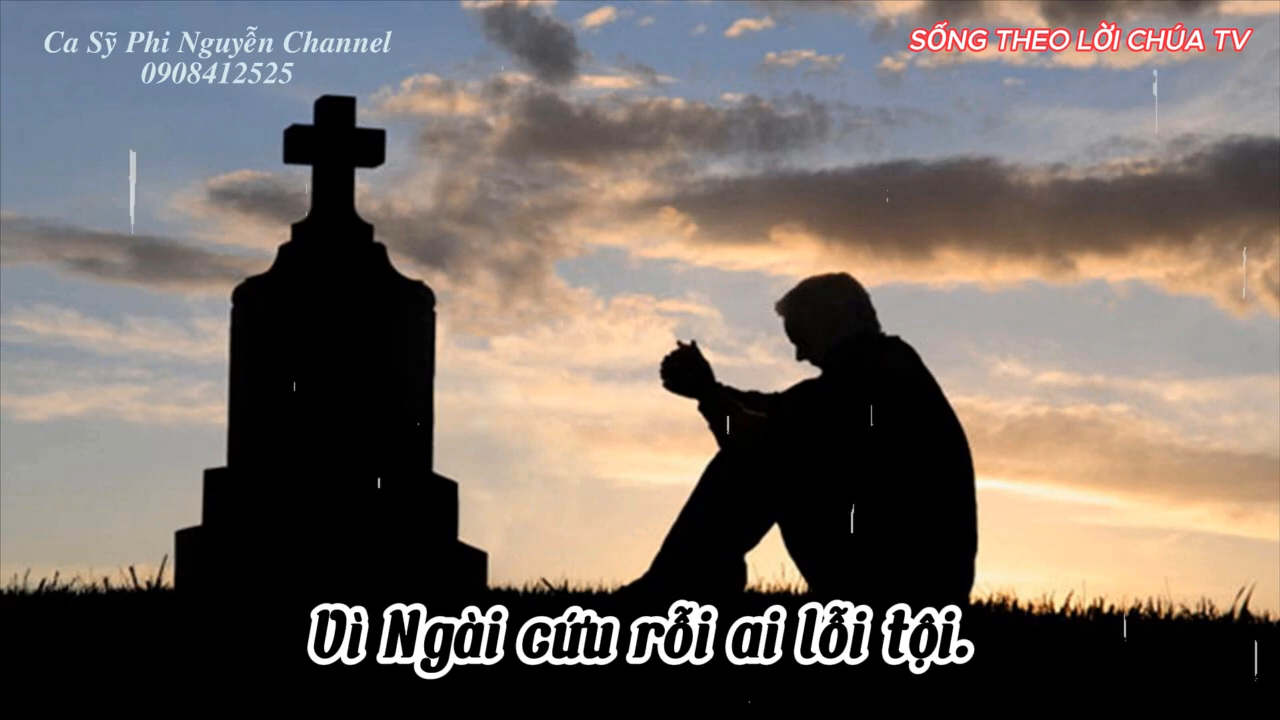 Ca Sỹ Phi Nguyễn Channel
0908412525
SỐNG THEO LỜI CHÚA TV
Vì Ngài cứu rỗi ai lỗi tội.